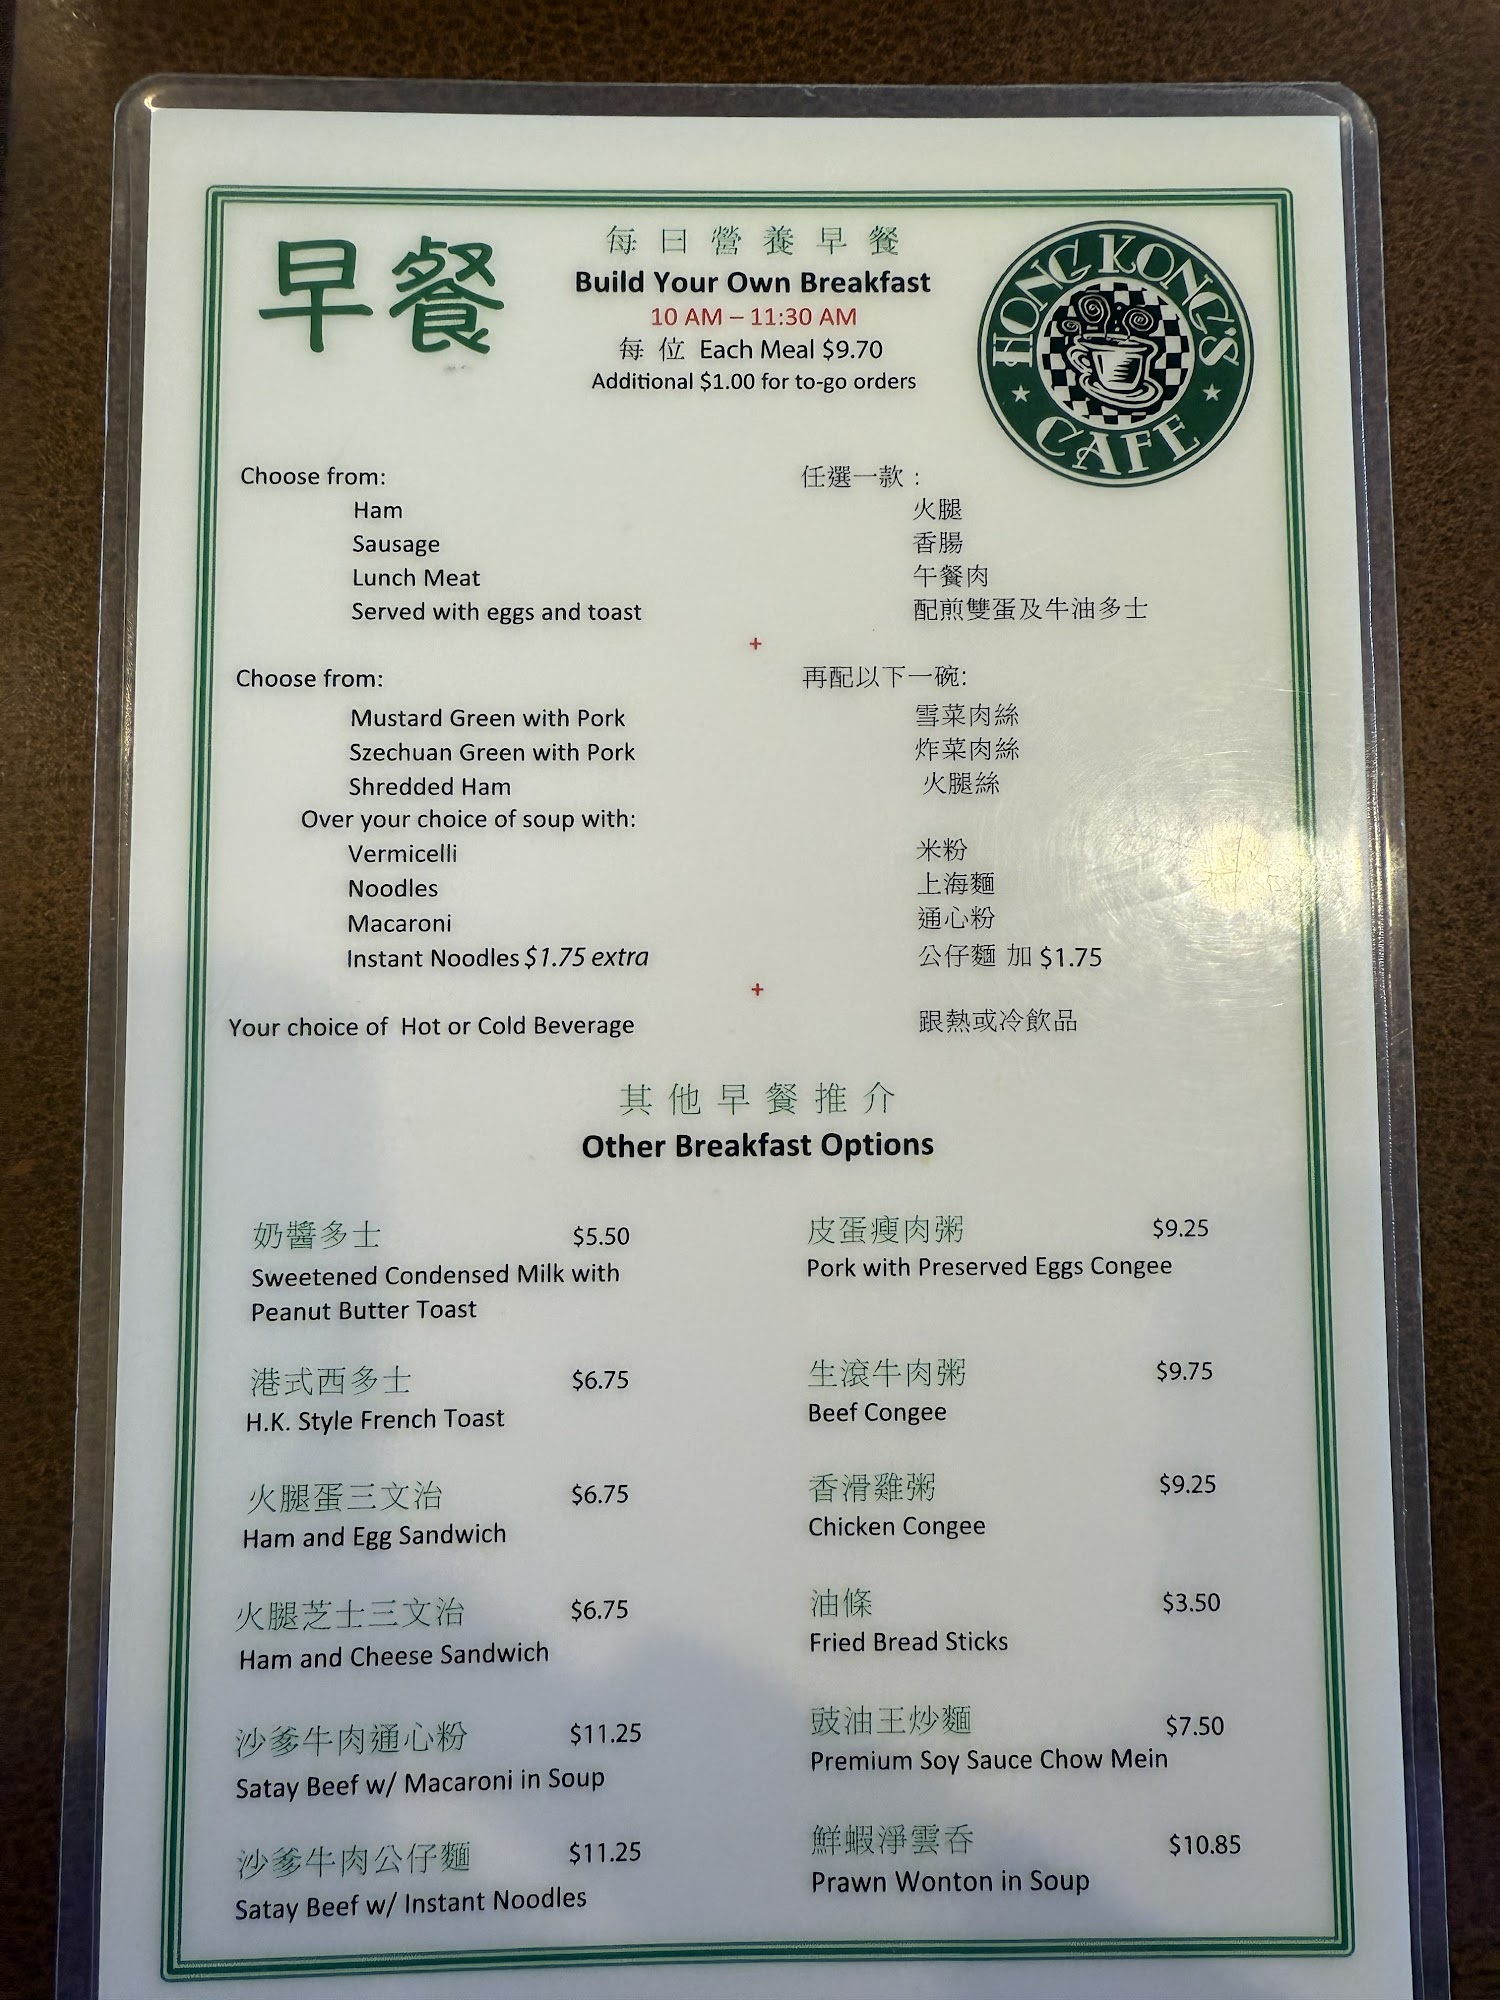 早餐
每日營養早餐
Build Your Own Breakfast
10 AM – 11:30 AM
每 位 Each Meal $9.70
Additional $1.00 for to-go orders
HONG KONG'S
CAFE
Choose from:
Ham
Sausage
Lunch Meat
Served with eggs and toast
任選一款：
火腿
香腸
午餐肉
配煎雙蛋及牛油多士
+
Choose from:
Mustard Green with Pork
Szechuan Green with Pork
Shredded Ham
Over your choice of soup with:
Vermicelli
Noodles
Macaroni
Instant Noodles $1.75 extra
再配以下一碗:
雪菜肉絲
炸菜肉絲
火腿絲
米粉
上海麵
通心粉
公仔麵 加 $1.75
+
Your choice of Hot or Cold Beverage
跟熱或冷飲品
其他早餐推介
Other Breakfast Options
奶醬多士 $5.50
Sweetened Condensed Milk with
Peanut Butter Toast
港式西多士 $6.75
H.K. Style French Toast
火腿蛋三文治 $6.75
Ham and Egg Sandwich
火腿芝士三文治 $6.75
Ham and Cheese Sandwich
沙爹牛肉通心粉 $11.25
Satay Beef w/ Macaroni in Soup
沙爹牛肉公仔麵 $11.25
Satay Beef w/ Instant Noodles
皮蛋瘦肉粥 $9.25
Pork with Preserved Eggs Congee
生滾牛肉粥 $9.75
Beef Congee
香滑雞粥 $9.25
Chicken Congee
油條 $3.50
Fried Bread Sticks
豉油王炒麵 $7.50
Premium Soy Sauce Chow Mein
鮮蝦淨雲吞 $10.85
Prawn Wonton in Soup